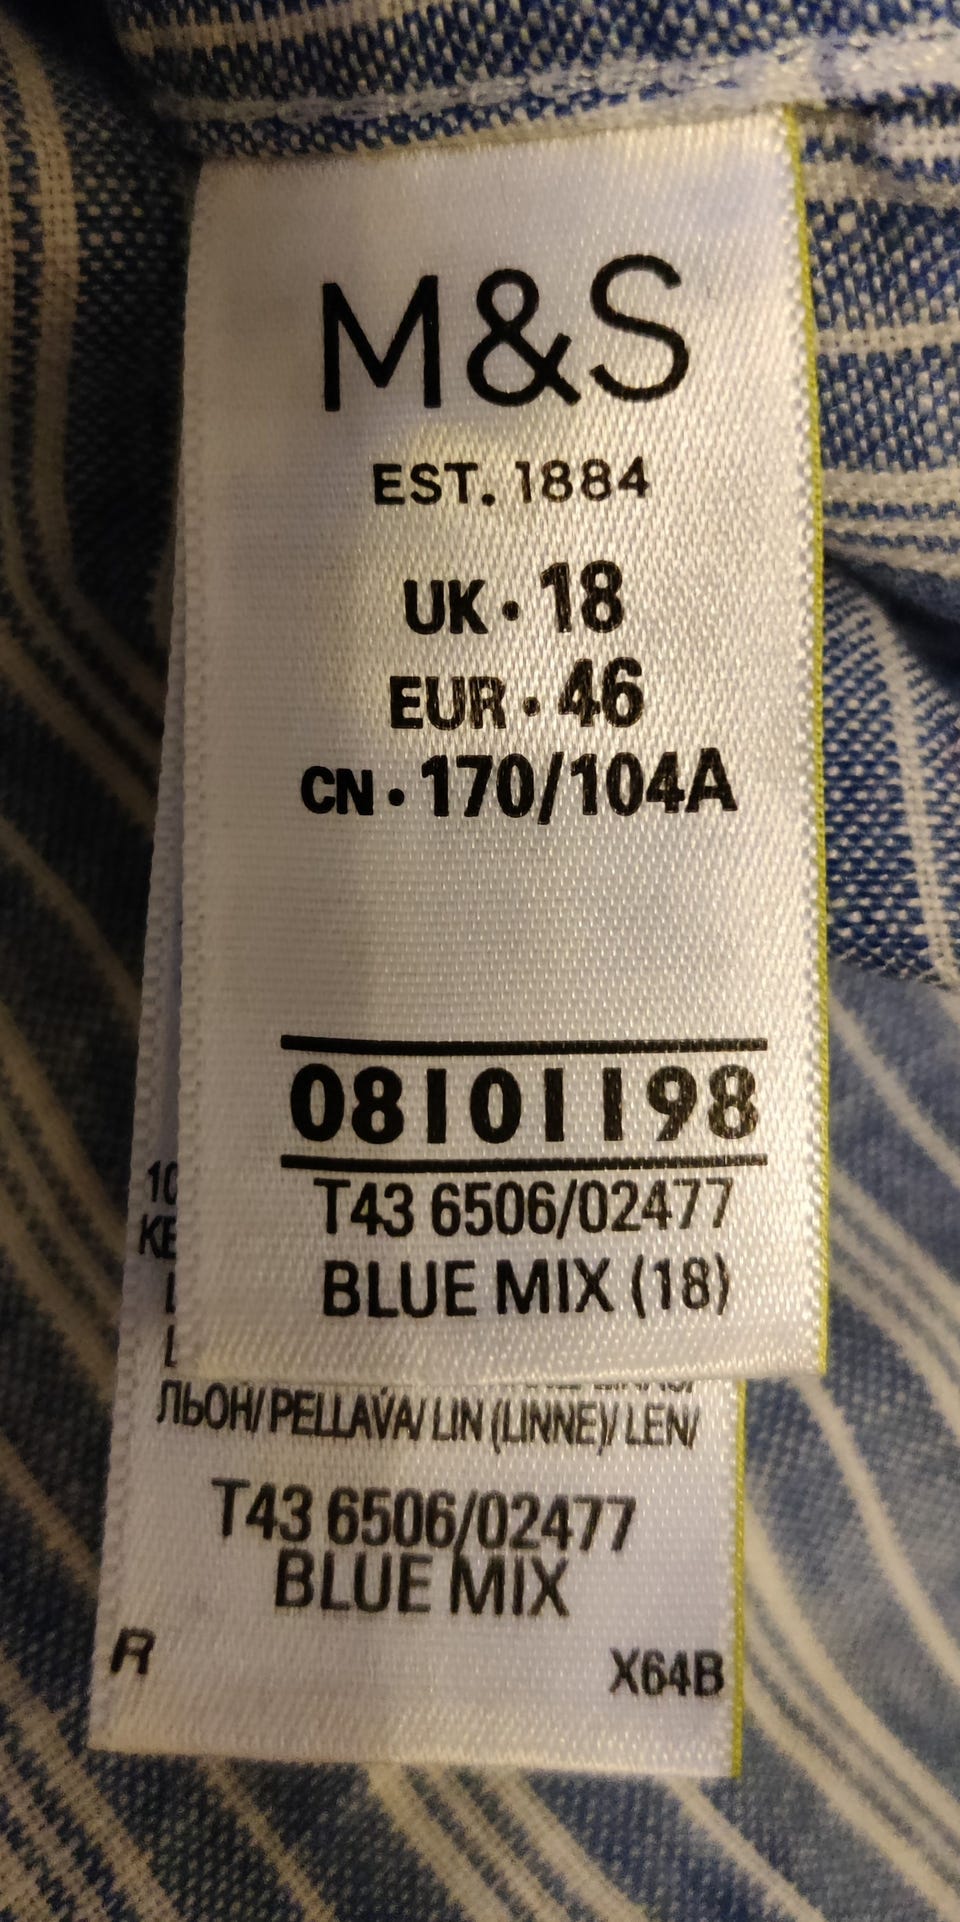 M&S
EST. 1884
UK · 18
EUR · 46
CN · 170/104A
08101198
T43 6506/02477
BLUE MIX (18)
ЛЬОН/ PELLAVA/ LIN (LINNE)/ LEN/
T43 6506/02477
BLUE MIX
R
X64B